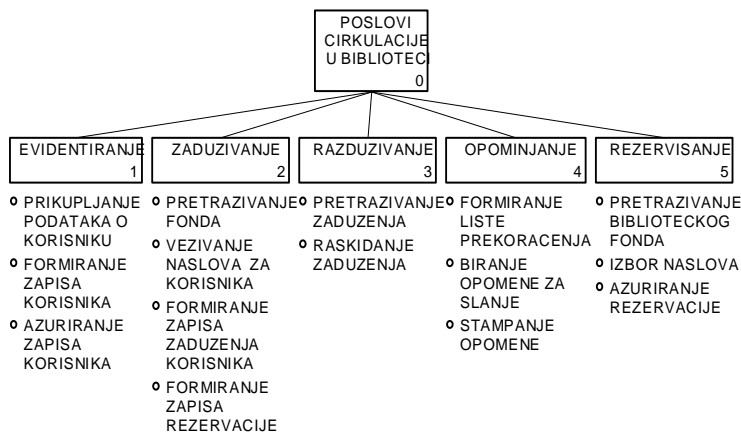 POSLOVI
CIRKULACIJE
U BIBLIOTECI
0
EVIDENTIRANJE
1
ZADUZIVANJE
2
RAZDUZIVANJE
3
OPOMINJANJE
4
REZERVISANJE
5
PRIKUPLJANJE
PODATAKA O
KORISNIKU
FORMIRANJE
ZAPISA
KORISNIKA
AZURIRANJE
ZAPISA
KORISNIKA
PRETRAZIVANJE
FONDA
VEZIVANJE
NASLOVA ZA
KORISNIKA
FORMIRANJE
ZAPISA
ZADUZENJA
KORISNIKA
FORMIRANJE
ZAPISA
REZERVACIJE
PRETRAZIVANJE
ZADUZENJA
RASKIDANJE
ZADUZENJA
FORMIRANJE
LISTE
PREKORACENJA
BIRANJE
OPOMENE ZA
SLANJE
STAMPANJE
OPOMENE
PRETRAZIVANJE
BIBLIOTECKOG
FONDA
IZBOR NASLOVA
AZURIRANJE
REZERVACIJE